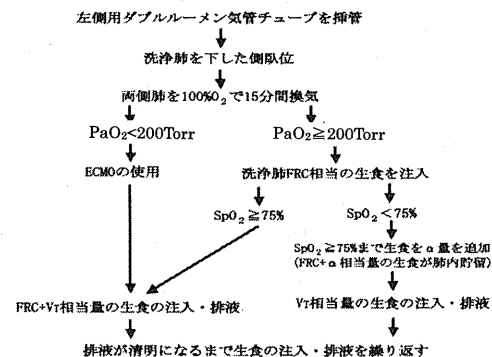 左側用ダブルルーメン気管チューブを挿管
洗浄肺を下した側臥位
両側肺を100%O2で15分間換気
PaO2<200Torr
PaO2≧200Torr
ECMOの使用
洗浄肺FRC相当の生食を注入
SpO2≧75%
SpO2<75%
SpO2≧75%まで生食をα量を追加
(FRC+α相当量の生食が肺内貯留)
FRC+VT相当量の生食の注入・排液
VT相当量の生食の注入・排液
排液が清明になるまで生食の注入・排液を繰り返す